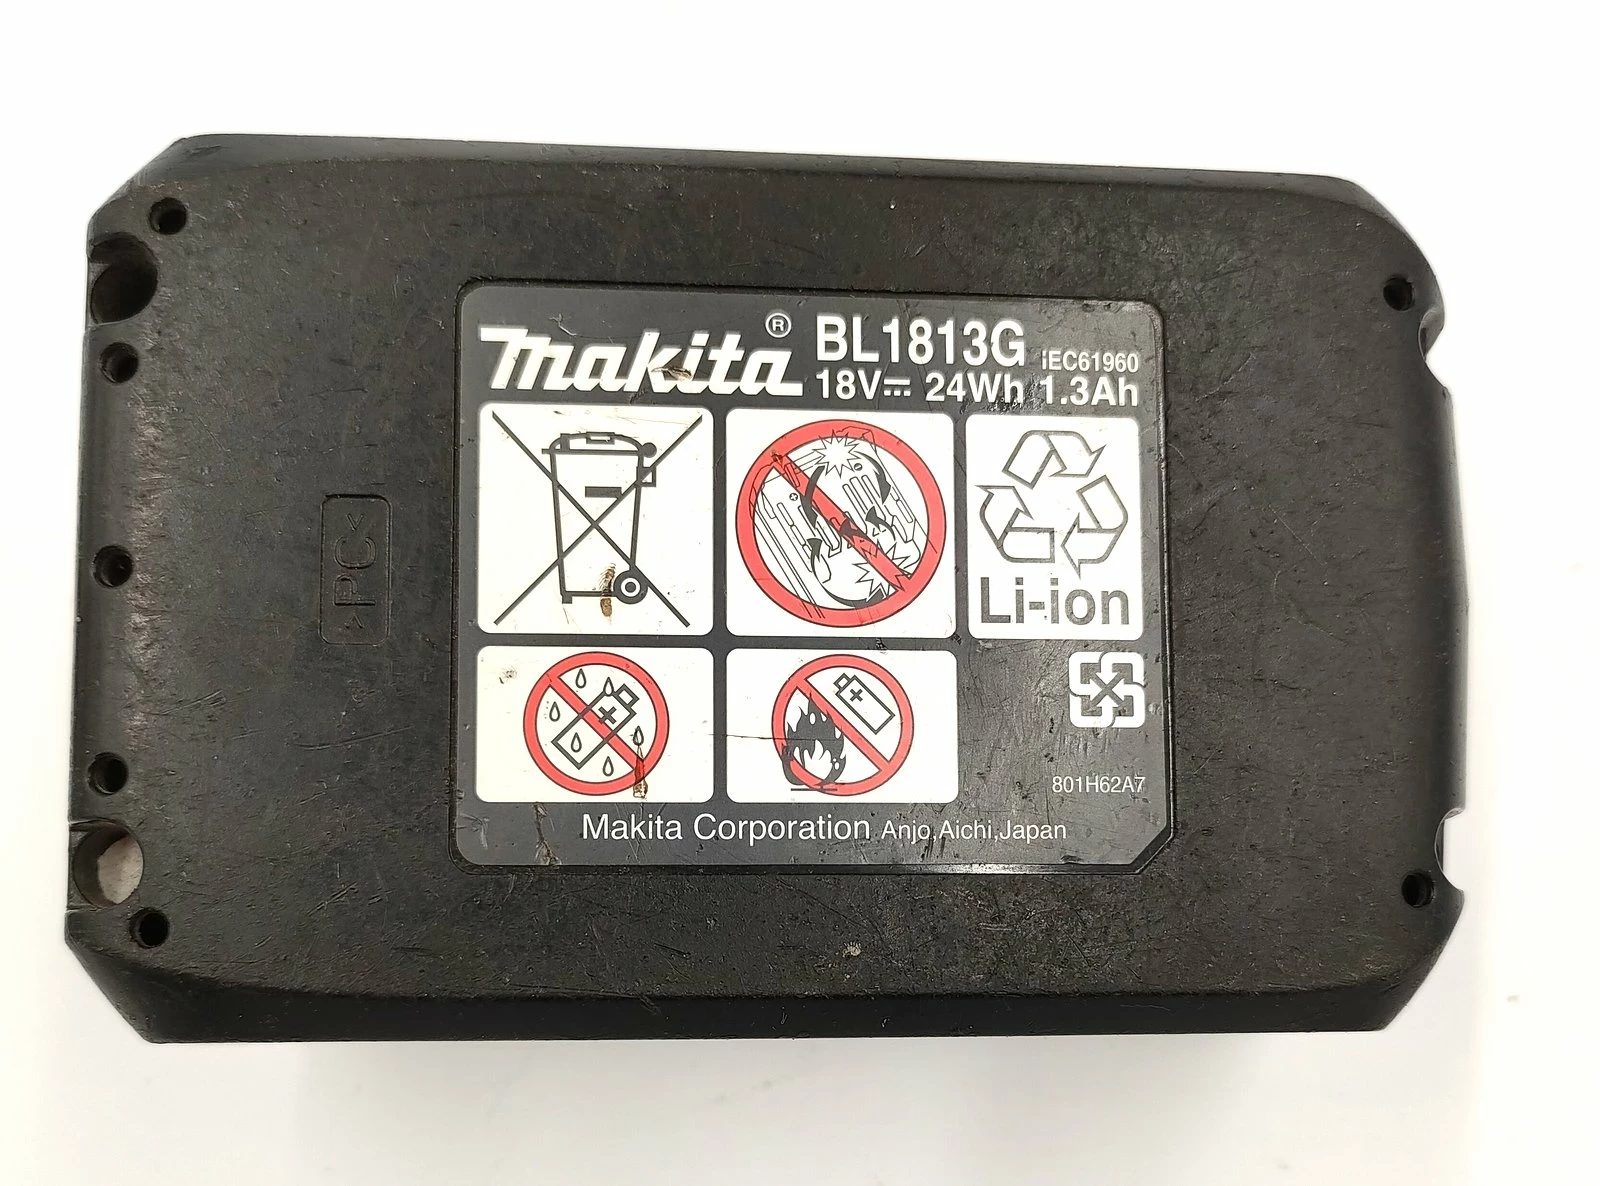 makita® BL1813G IEC61960
18V⎓ 24Wh 1.3Ah
>PC<
Li-ion
801H62A7
Makita Corporation Anjo,Aichi,Japan